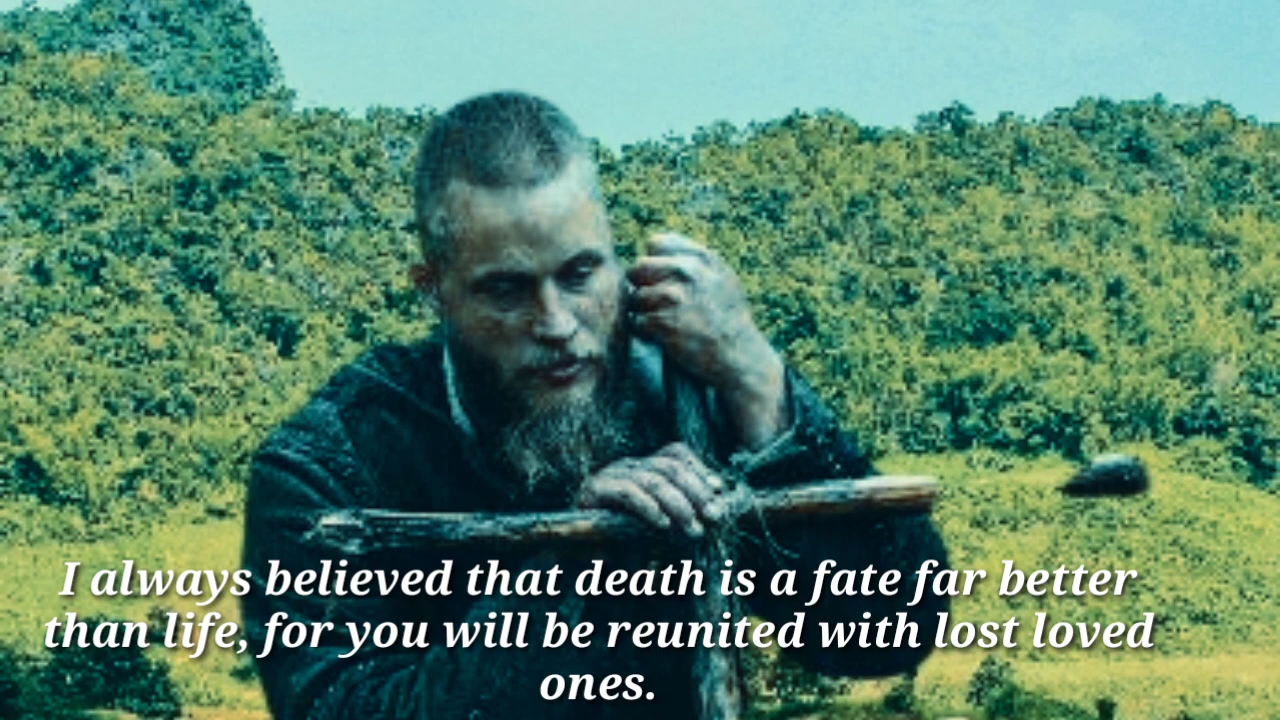 I always believed that death is a fate far better
than life, for you will be reunited with lost loved
ones.